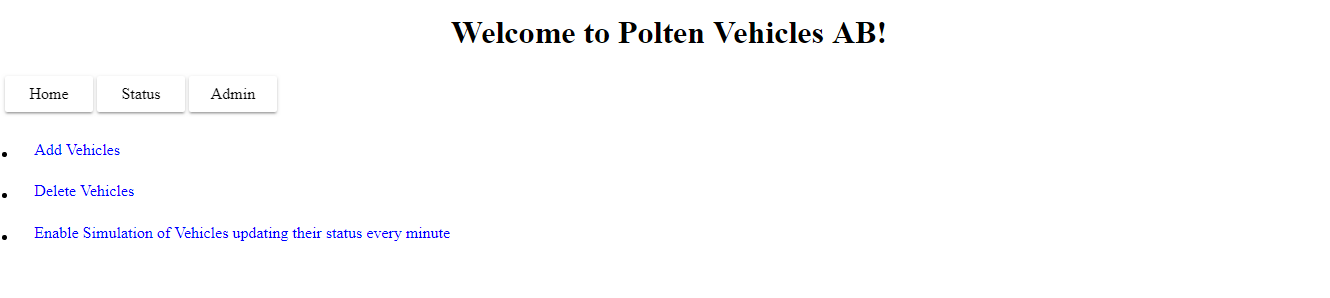 Welcome to Polten Vehicles AB!
Home Status Admin
Add Vehicles
Delete Vehicles
Enable Simulation of Vehicles updating their status every minute